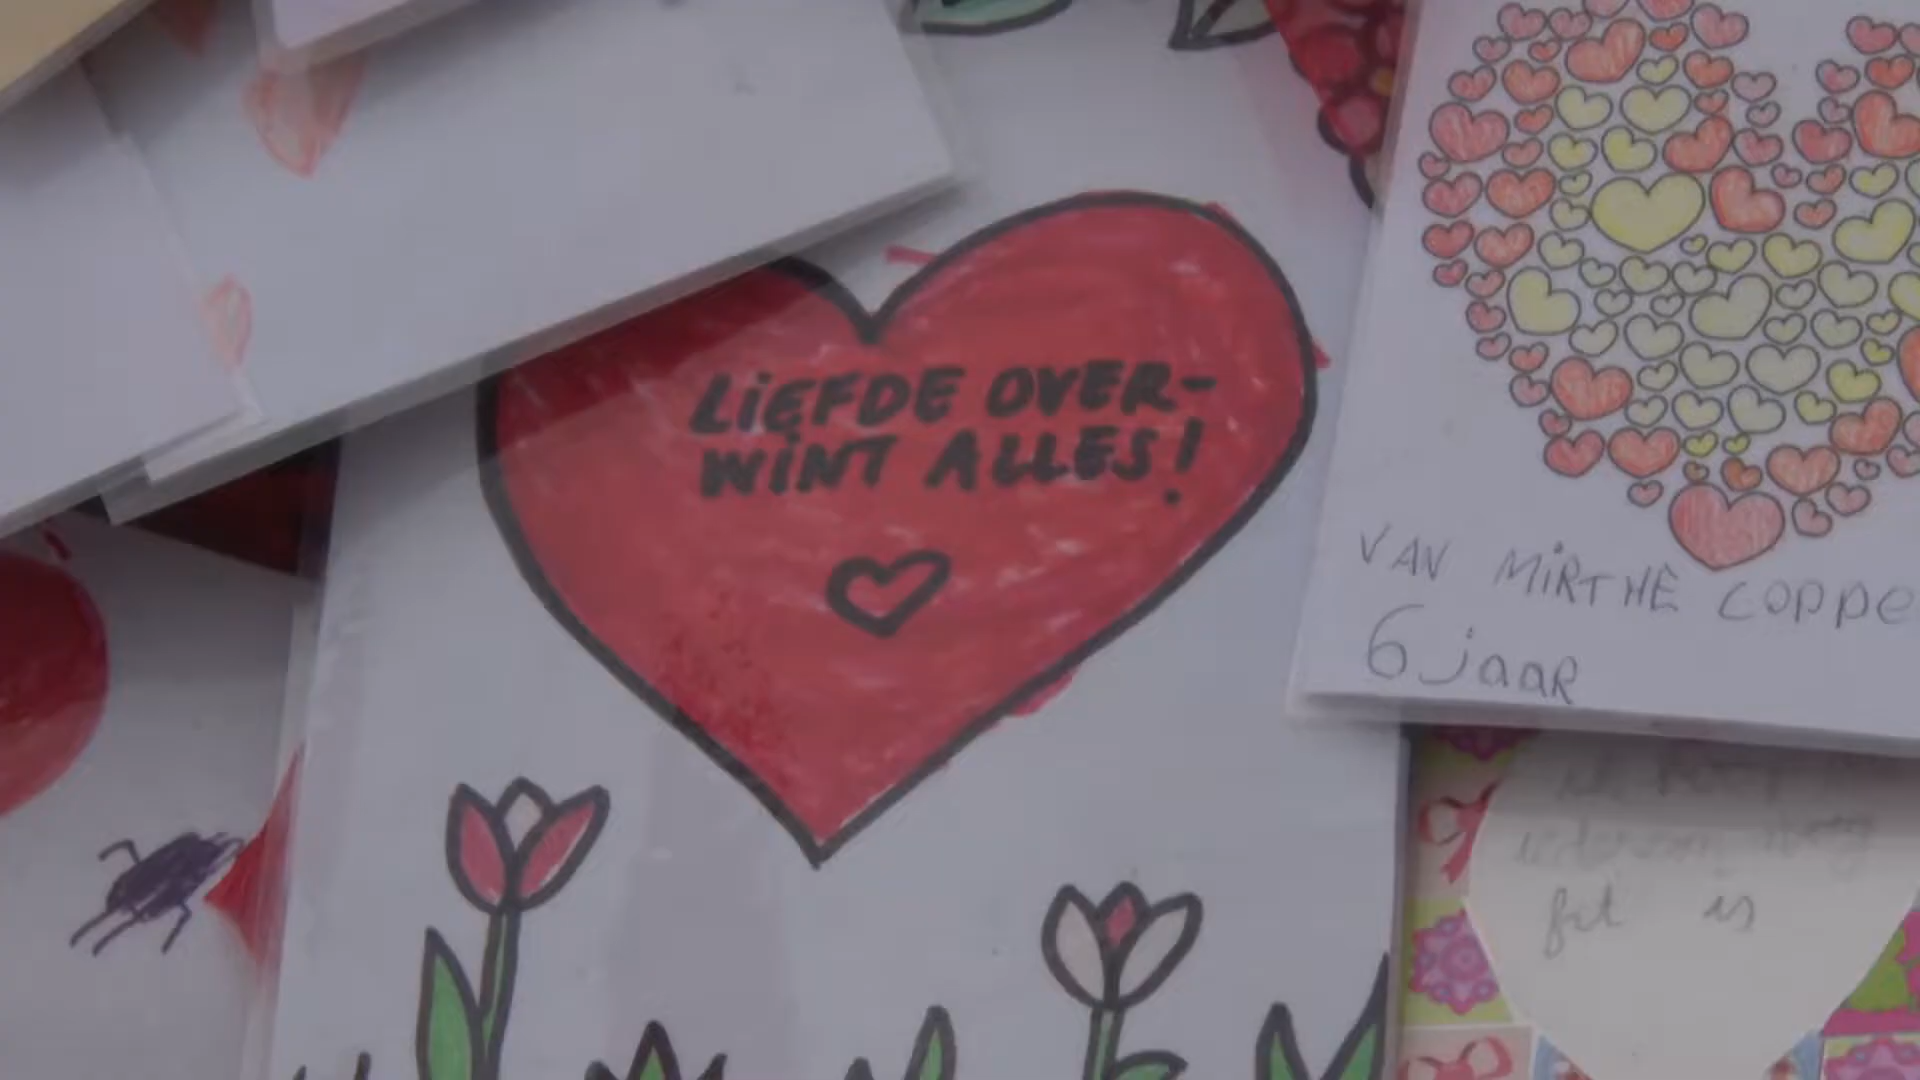 LiEFDE OVER-
WiNT ALLES!
VAN MiRTHE COPPE
6 jaar
fit is